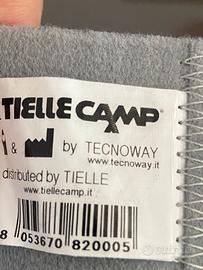 TIELLE CAMP
& by TECNOWAY
www.tecnoway.it
distributed by TIELLE
www.tiellecamp.it
8 053670 820005